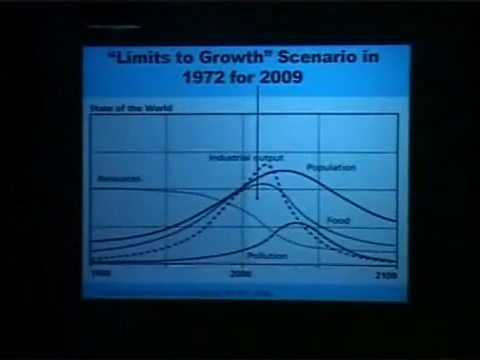 "Limits to Growth" Scenario in
1972 for 2009
State of the World
Industrial output
Population
Resources
Food
Pollution
1900 2000 2100